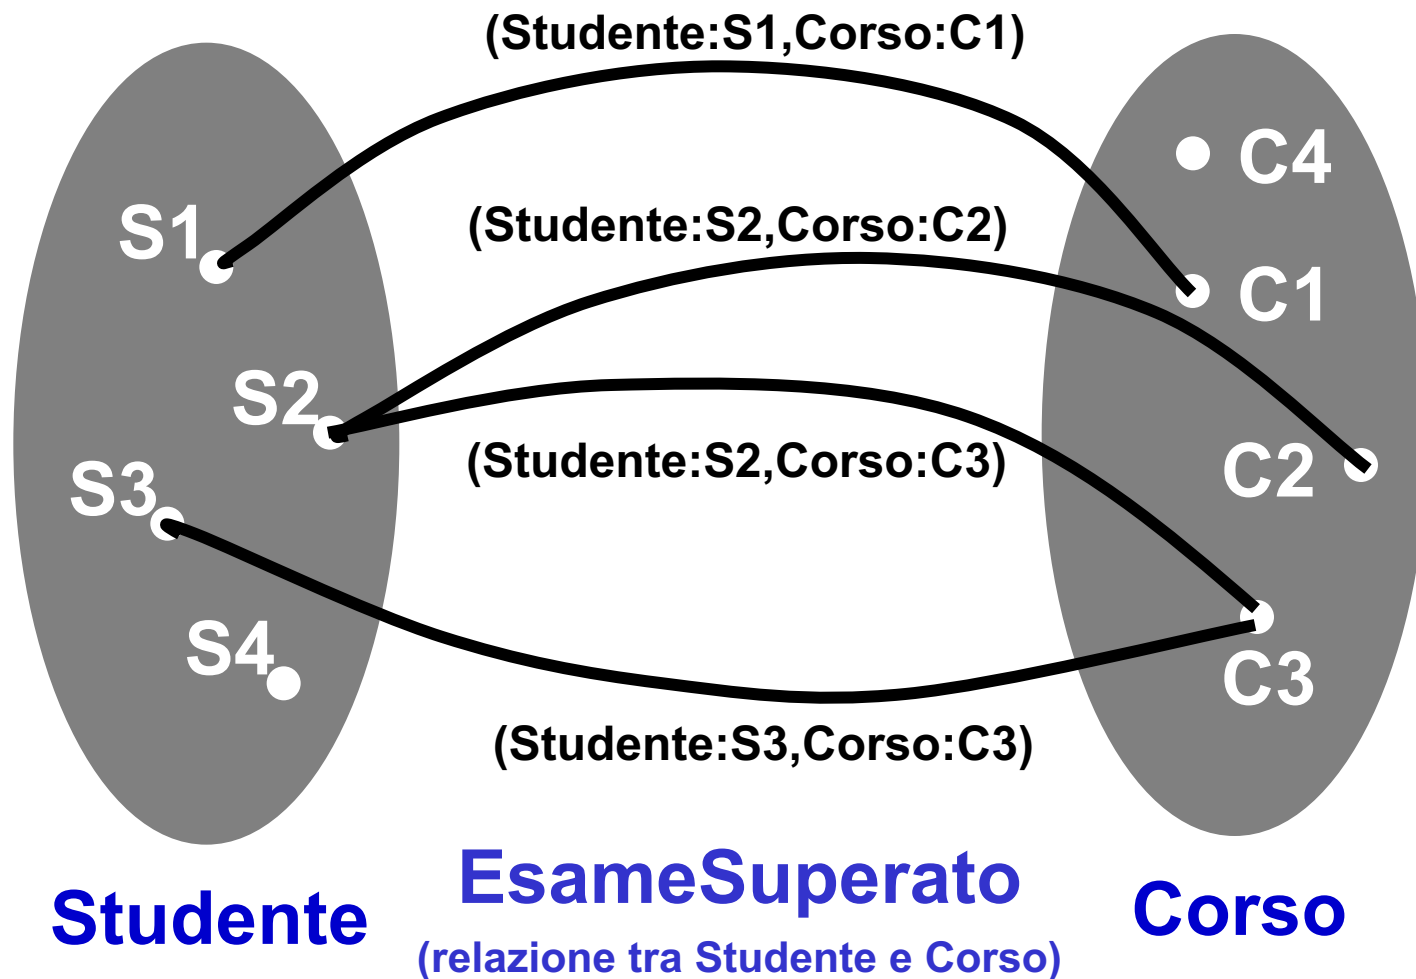 (Studente:S1,Corso:C1)
C4
S1
(Studente:S2,Corso:C2)
C1
S2
(Studente:S2,Corso:C3)
C2
S3
S4
C3
(Studente:S3,Corso:C3)
EsameSuperato
Studente
Corso
(relazione tra Studente e Corso)